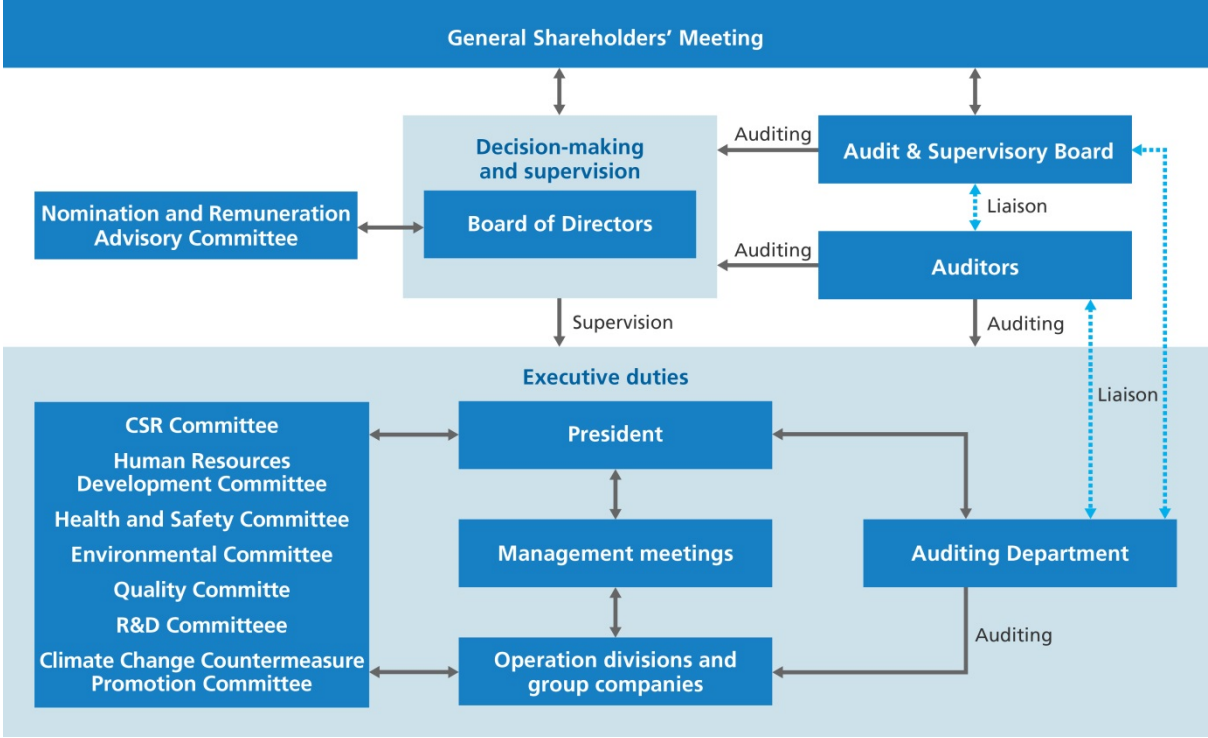 General Shareholders’ Meeting
Decision-making
and supervision
Board of Directors
Auditing
Audit & Supervisory Board
Nomination and Remuneration
Advisory Committee
Liaison
Auditing
Auditors
Supervision
Auditing
Executive duties
Liaison
CSR Committee
Human Resources
Development Committee
Health and Safety Committee
Environmental Committee
Quality Committe
R&D Committeee
Climate Change Countermeasure
Promotion Committee
President
Management meetings
Operation divisions and
group companies
Auditing Department
Auditing